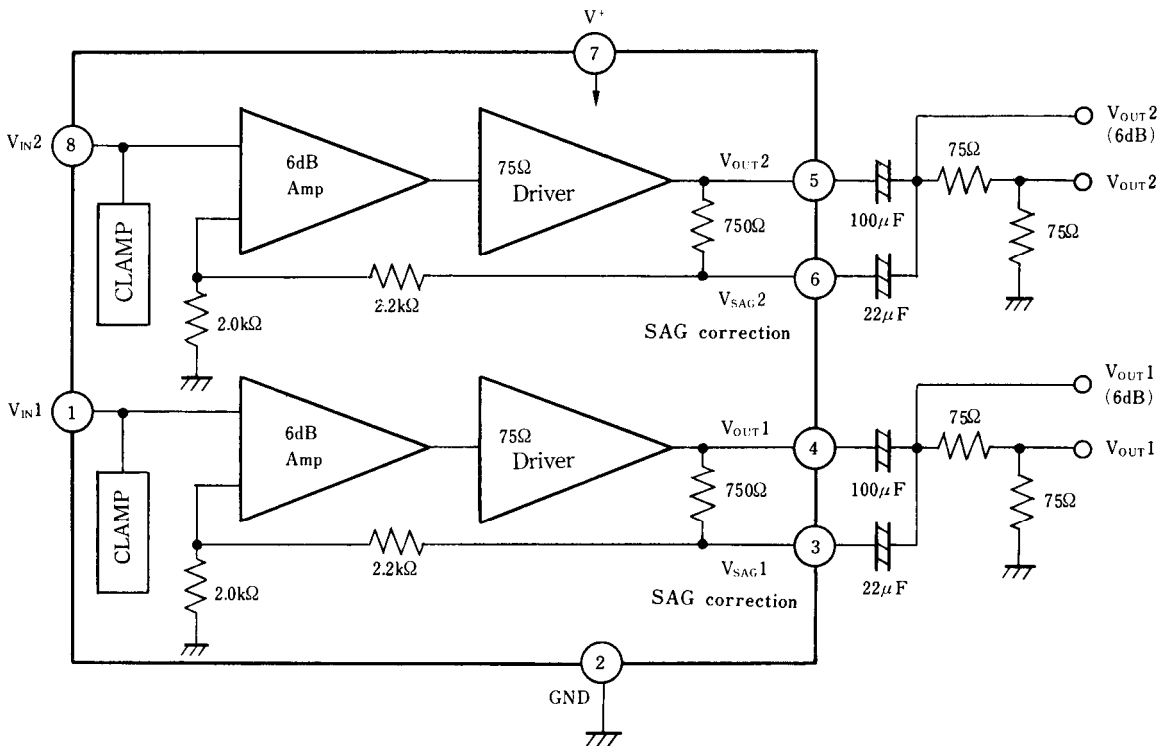 V⁺
7
VIN2
8
6dB
Amp
75Ω
Driver
VOUT2
5
100μF
75Ω
VOUT2
(6dB)
VOUT2
75Ω
CLAMP
750Ω
2.2kΩ
2.0kΩ
VSAG2
6
22μF
SAG correction
VIN1
1
6dB
Amp
75Ω
Driver
VOUT1
4
100μF
75Ω
VOUT1
(6dB)
VOUT1
75Ω
CLAMP
750Ω
2.2kΩ
2.0kΩ
VSAG1
3
22μF
SAG correction
2
GND